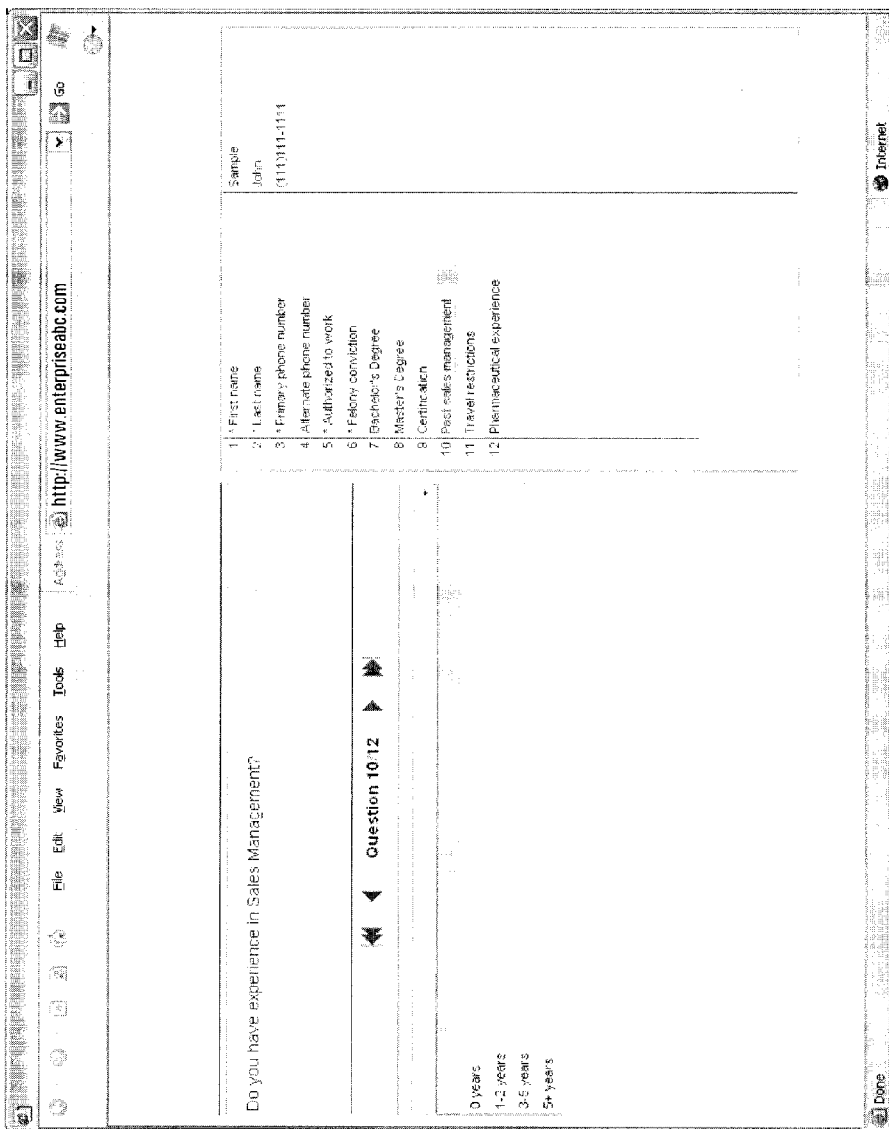 File Edit View Favorites Tools Help
Address http://www.enterpriseabc.com Go
Do you have experience in Sales Management?
Question 10/12
0 years
1-2 years
3-5 years
5+ years
1 * First name Sample
2 * Last name John
3 * Primary phone number (111)111-1111
4 Alternate phone number
5 * Authorized to work
6 * Felony conviction
7 Bachelor's Degree
8 Master's Degree
9 Certification
10 Past sales management
11 Travel restrictions
12 Pharmaceutical experience
Done Internet